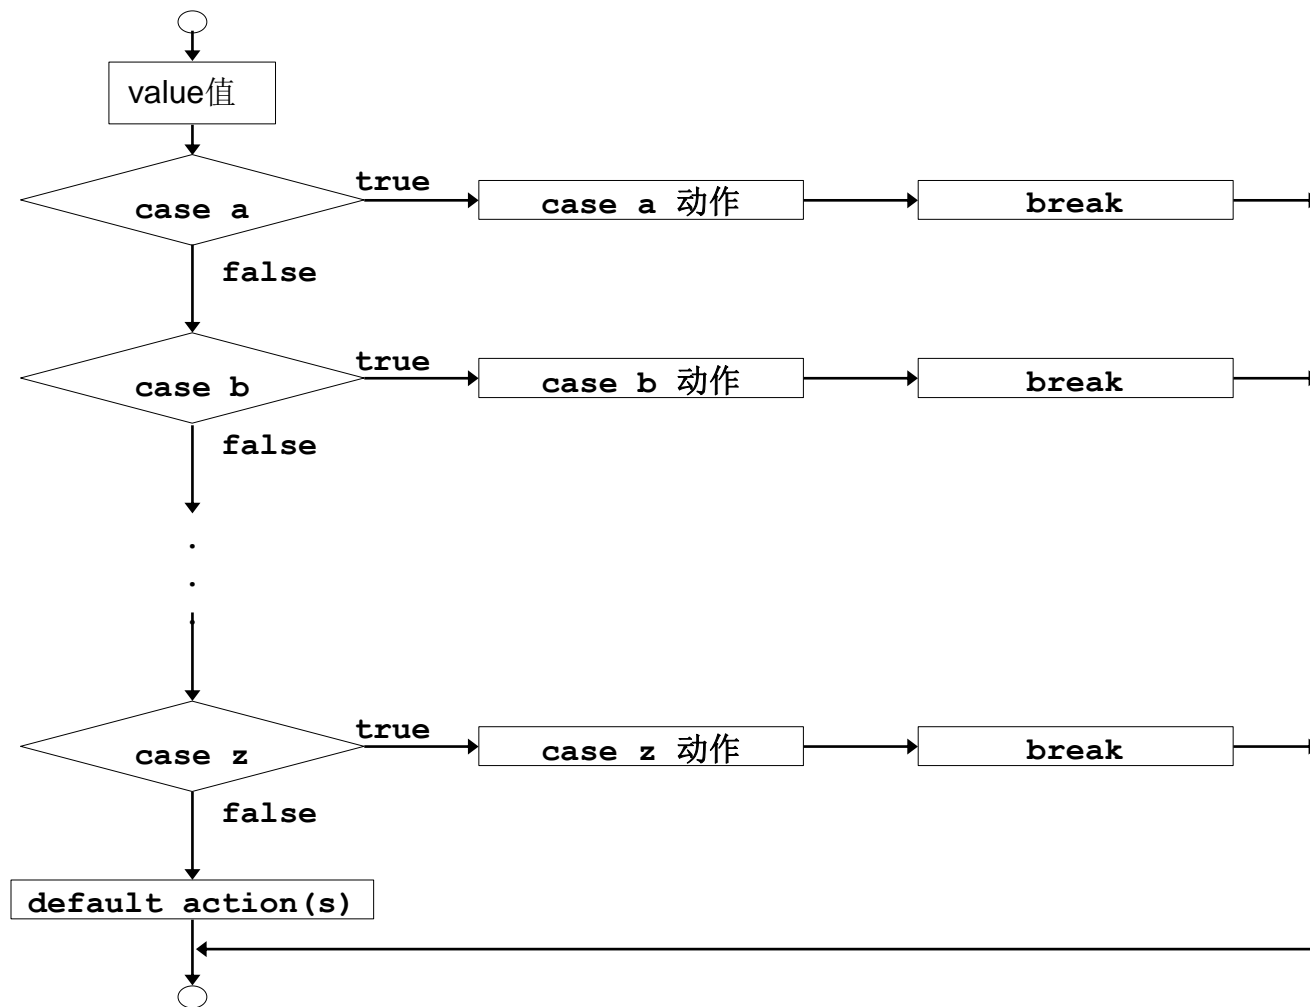 value值
true
case a
case a 动作
break
false
true
case b
case b 动作
break
false
.
.
.
true
case z
case z 动作
break
false
default action(s)